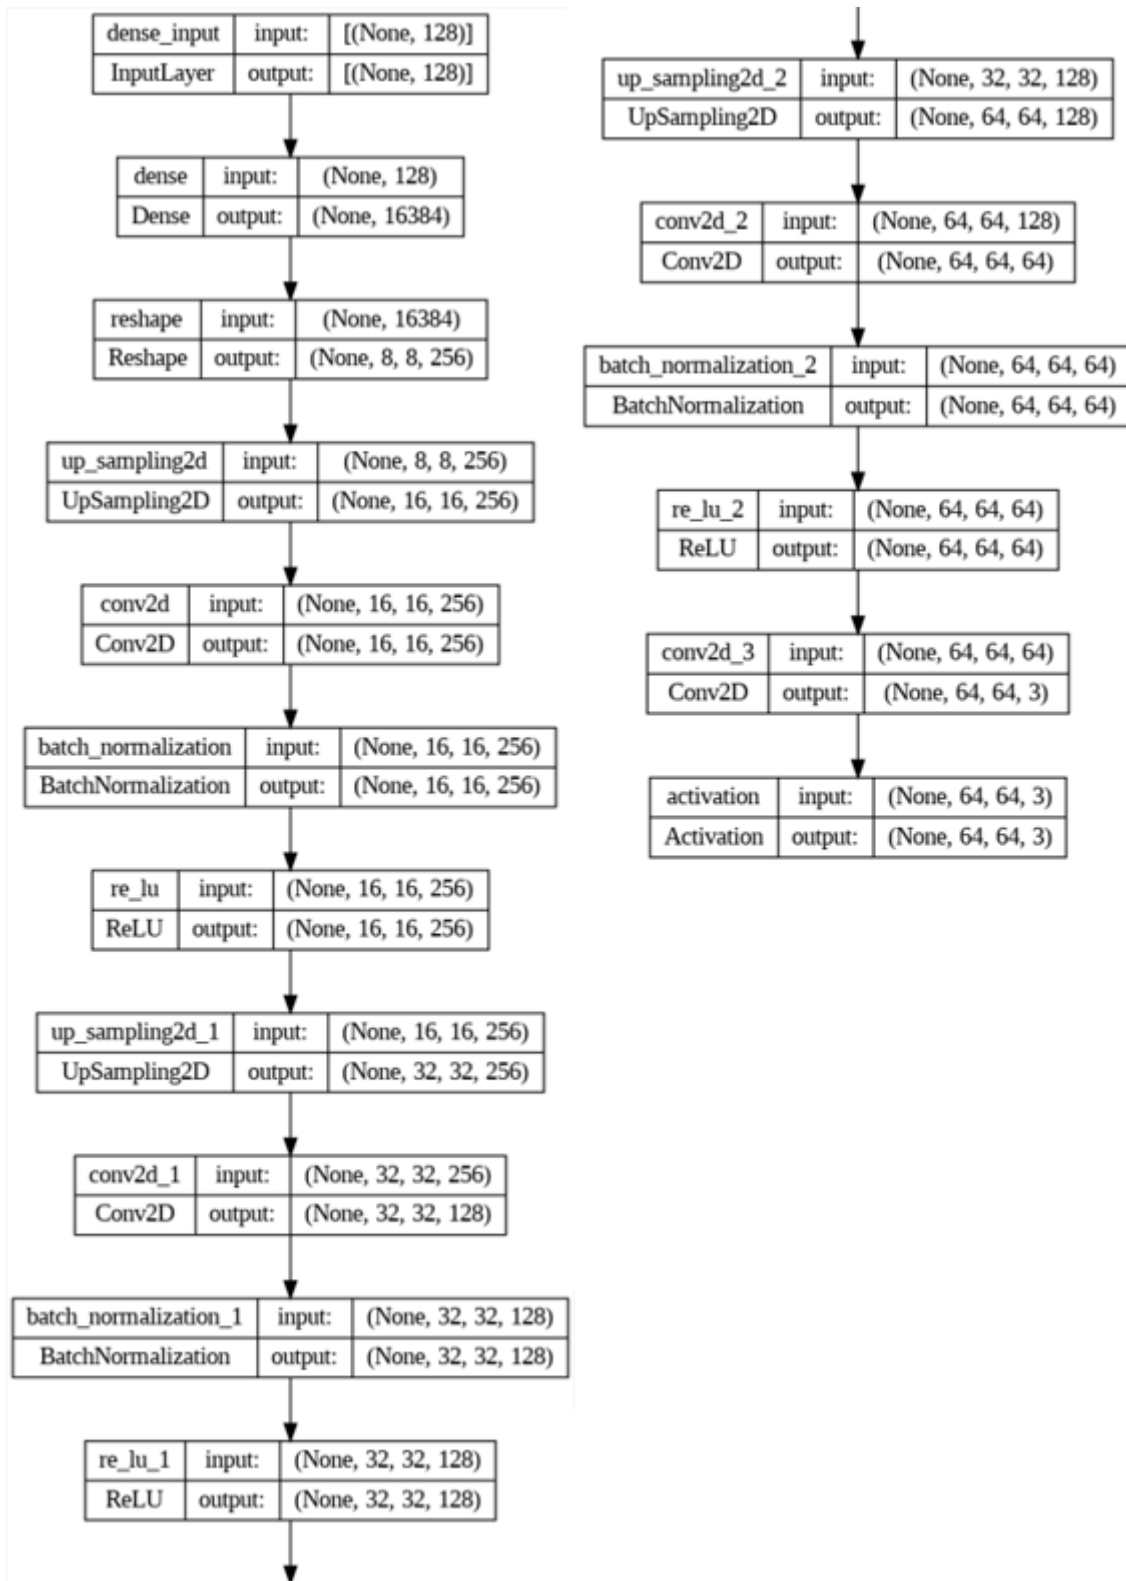 dense_input input: [(None, 128)]
InputLayer output: [(None, 128)]
dense input: (None, 128)
Dense output: (None, 16384)
reshape input: (None, 16384)
Reshape output: (None, 8, 8, 256)
up_sampling2d input: (None, 8, 8, 256)
UpSampling2D output: (None, 16, 16, 256)
conv2d input: (None, 16, 16, 256)
Conv2D output: (None, 16, 16, 256)
batch_normalization input: (None, 16, 16, 256)
BatchNormalization output: (None, 16, 16, 256)
re_lu input: (None, 16, 16, 256)
ReLU output: (None, 16, 16, 256)
up_sampling2d_1 input: (None, 16, 16, 256)
UpSampling2D output: (None, 32, 32, 256)
conv2d_1 input: (None, 32, 32, 256)
Conv2D output: (None, 32, 32, 128)
batch_normalization_1 input: (None, 32, 32, 128)
BatchNormalization output: (None, 32, 32, 128)
re_lu_1 input: (None, 32, 32, 128)
ReLU output: (None, 32, 32, 128)
up_sampling2d_2 input: (None, 32, 32, 128)
UpSampling2D output: (None, 64, 64, 128)
conv2d_2 input: (None, 64, 64, 128)
Conv2D output: (None, 64, 64, 64)
batch_normalization_2 input: (None, 64, 64, 64)
BatchNormalization output: (None, 64, 64, 64)
re_lu_2 input: (None, 64, 64, 64)
ReLU output: (None, 64, 64, 64)
conv2d_3 input: (None, 64, 64, 64)
Conv2D output: (None, 64, 64, 3)
activation input: (None, 64, 64, 3)
Activation output: (None, 64, 64, 3)